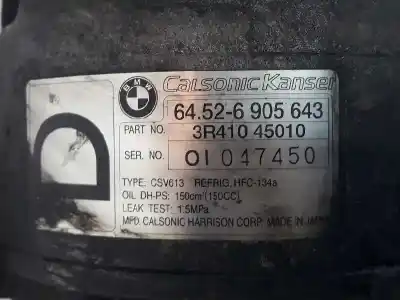 BMW Calsonic Kansei
64.52-6 905 643
PART NO. 3R410 45010
SER. NO. OI 047450
D
TYPE: CSV613 REFRIG. HFC-134a
OIL DH-PS: 150cm³ (150CC)
LEAK TEST: 1.5MPa
MFD. CALSONIC HARRISON CORP. MADE IN JAPAN